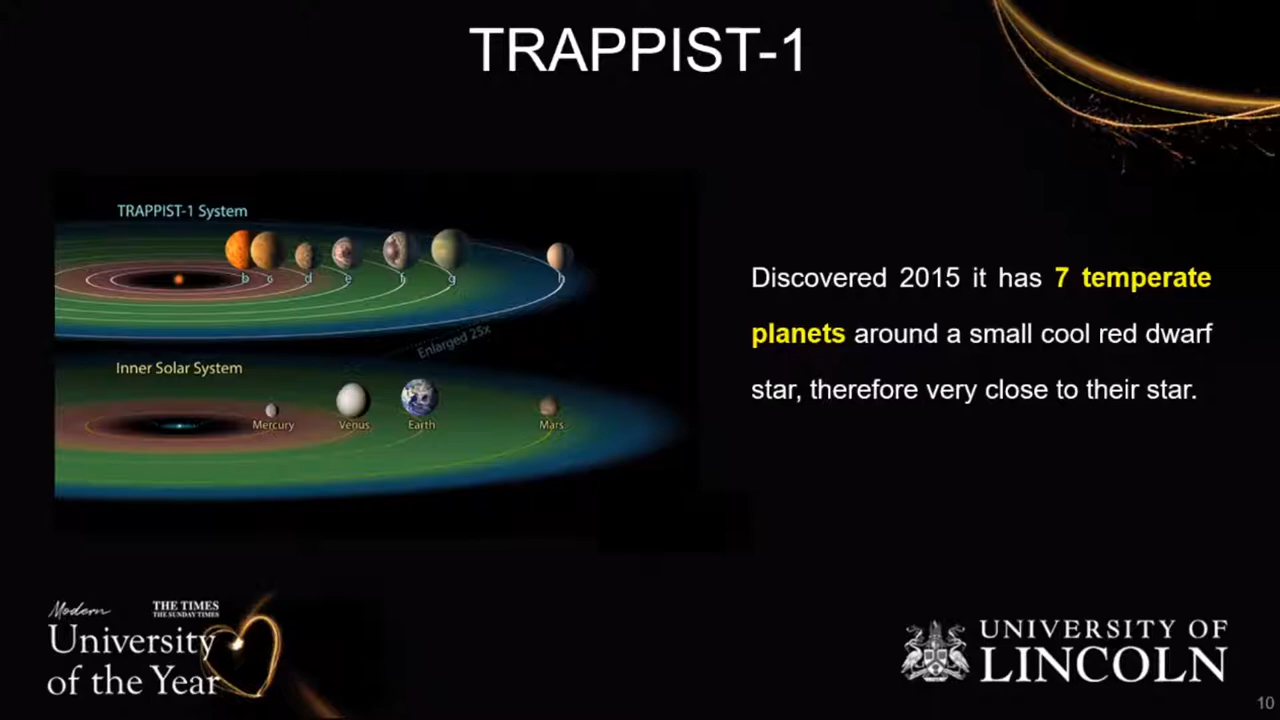 TRAPPIST-1
TRAPPIST-1 System
b c d e f g h
Enlarged 25x
Inner Solar System
Mercury Venus Earth Mars
Discovered 2015 it has 7 temperate
planets around a small cool red dwarf
star, therefore very close to their star.
Modern
THE TIMES
THE SUNDAY TIMES
University
of the Year
UNIVERSITY OF
LINCOLN
10